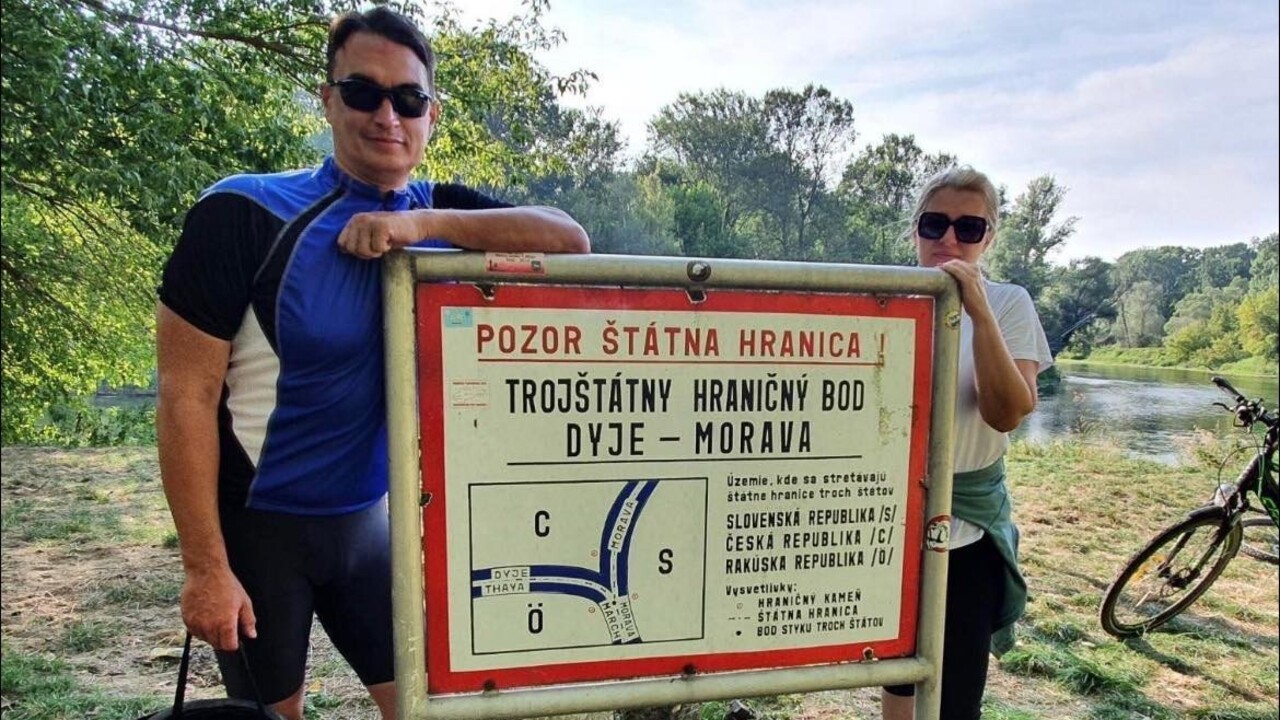 POZOR ŠTÁTNA HRANICA !
TROJŠTÁTNY HRANIČNÝ BOD
DYJE – MORAVA
Územie, kde sa stretávajú
štátne hranice troch štátov
SLOVENSKÁ REPUBLIKA /S/
ČESKÁ REPUBLIKA /C/
RAKÚSKA REPUBLIKA /Ö/
Vysvetlivky:
HRANIČNÝ KAMEŇ
ŠTÁTNA HRANICA
BOD STYKU TROCH ŠTÁTOV
C
MORAVA
S
DYJE
THAYA
Ö
MARCH
MORAVA